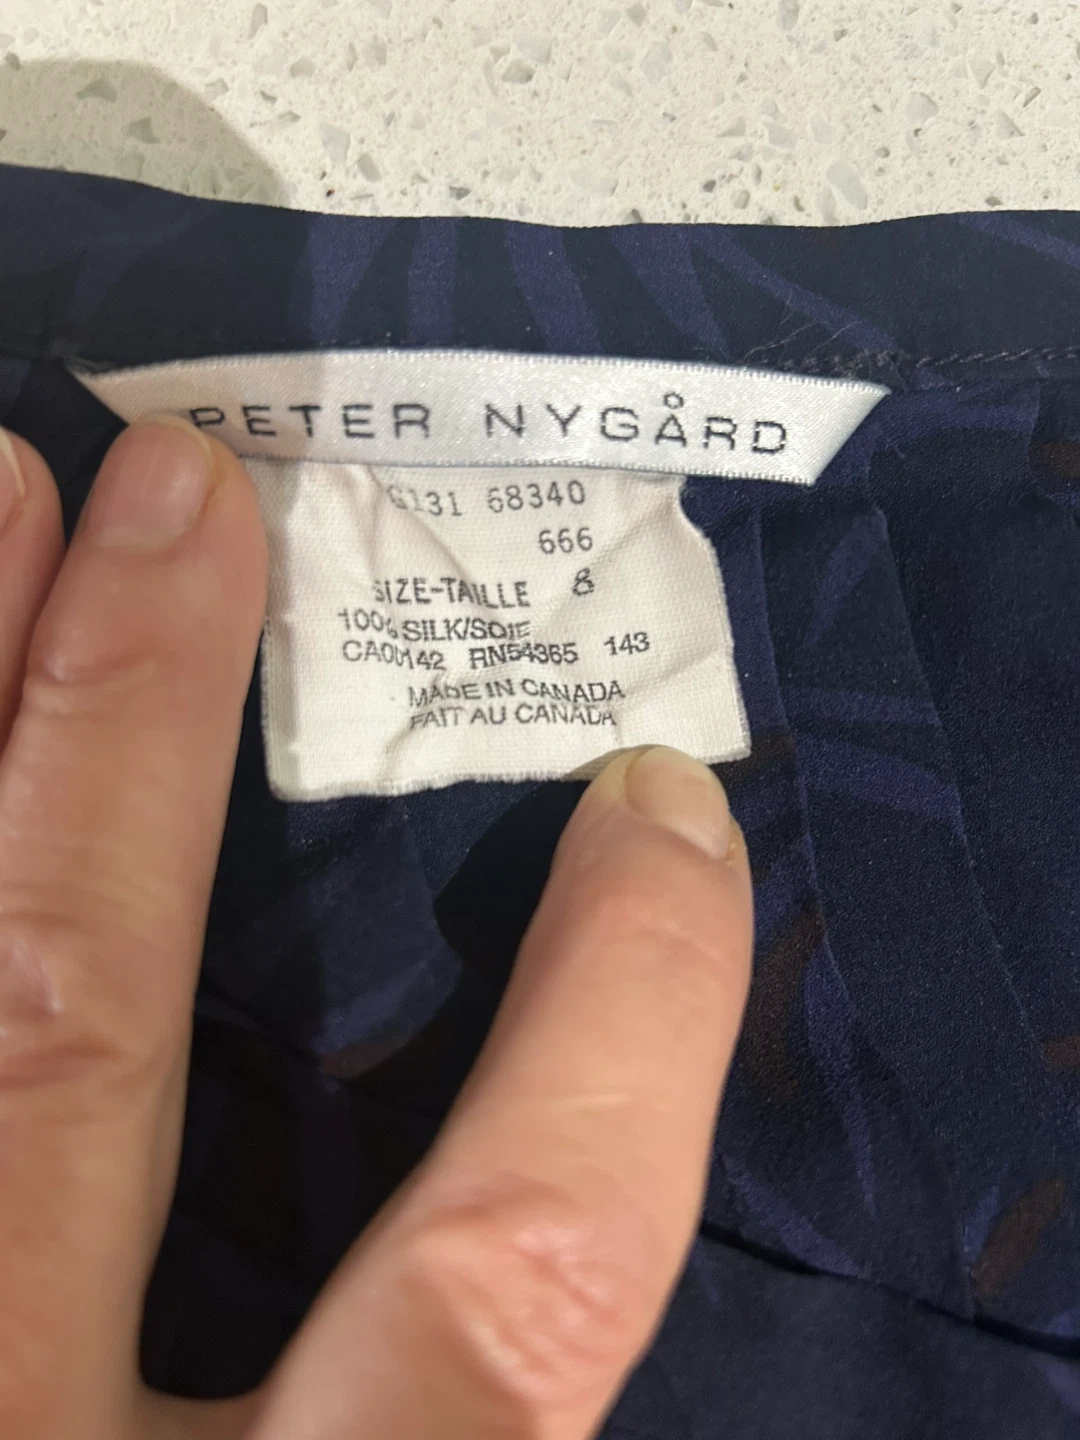 PETER NYGÅRD
G131 68340
666
SIZE-TAILLE 8
100% SILK/SOIE
CA00142 RN54365 143
MADE IN CANADA
FAIT AU CANADA